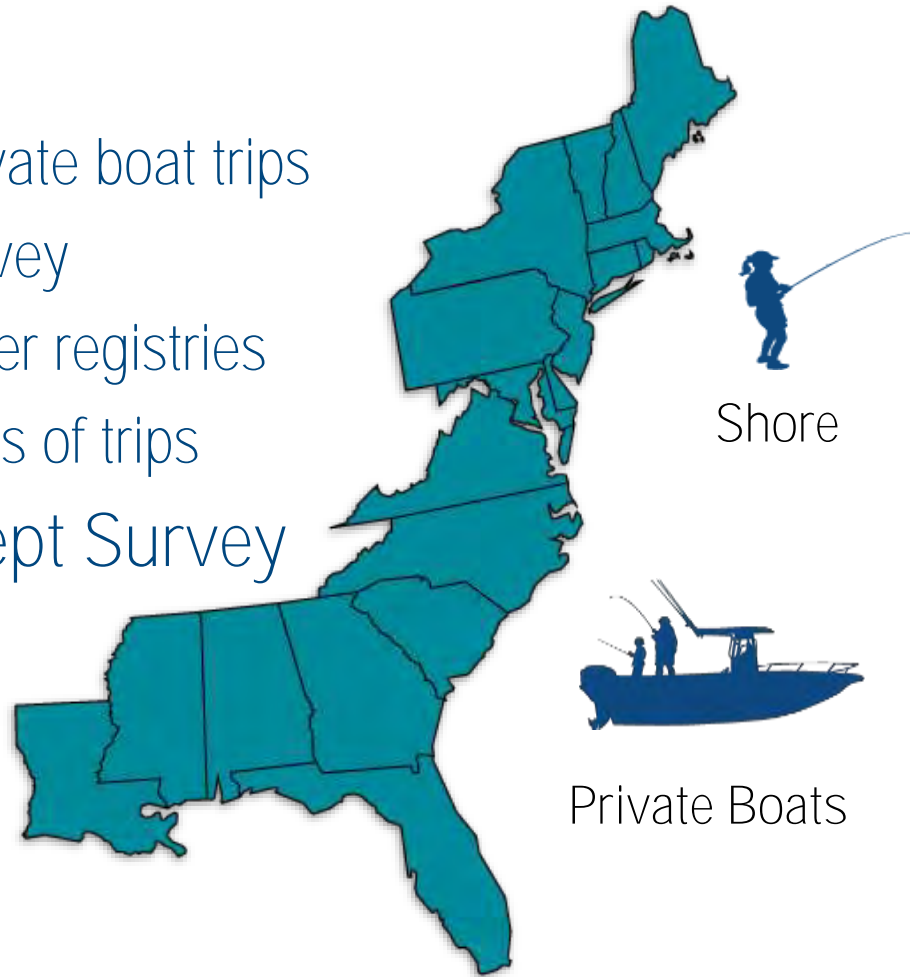 vate boat trips
vey
er registries
s of trips
ept Survey
Shore
Private Boats